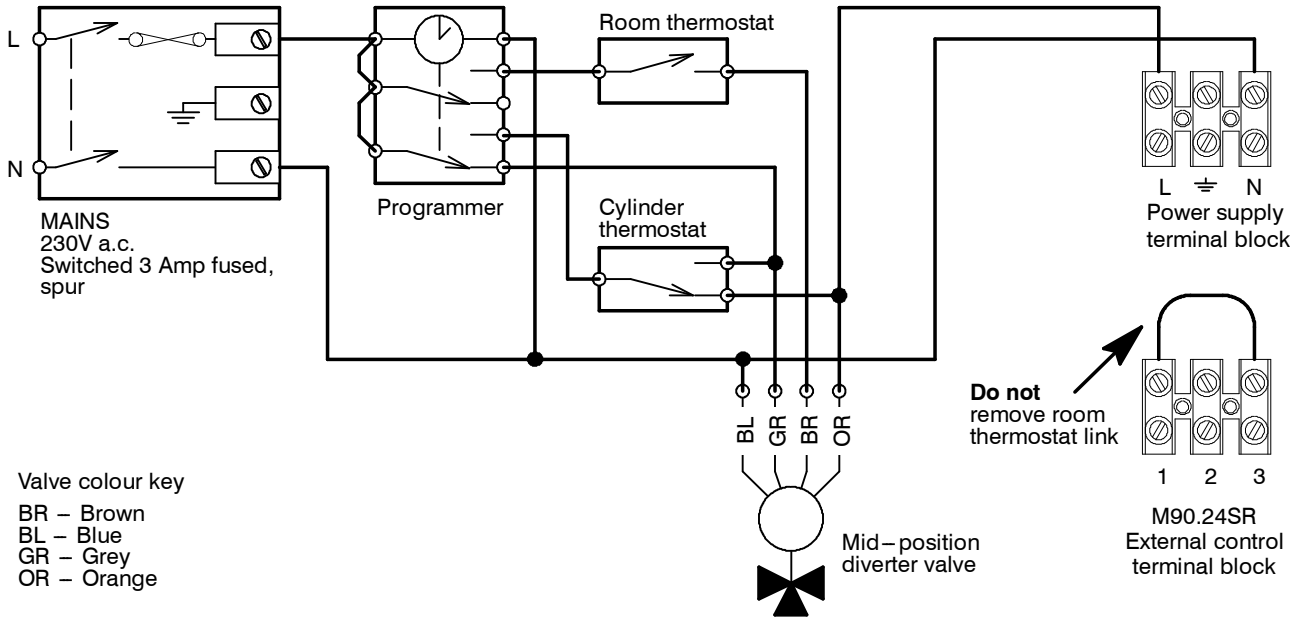 L
N
MAINS
230V a.c.
Switched 3 Amp fused,
spur
Programmer
Room thermostat
Cylinder
thermostat
L
N
Power supply
terminal block
Do not
remove room
thermostat link
1 2 3
M90.24SR
External control
terminal block
BL
GR
BR
OR
Mid–position
diverter valve
Valve colour key
BR – Brown
BL – Blue
GR – Grey
OR – Orange